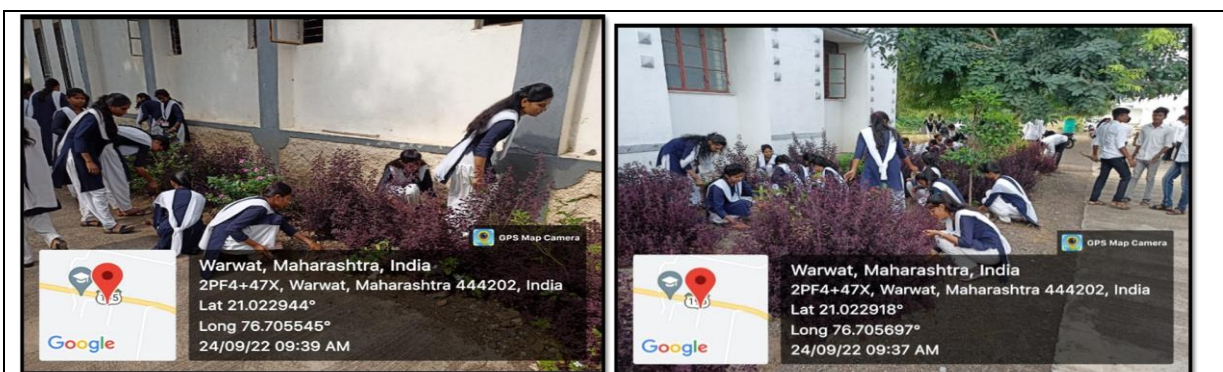 GPS Map Camera
Warwat, Maharashtra, India
2PF4+47X, Warwat, Maharashtra 444202, India
Lat 21.022944°
Long 76.705545°
24/09/22 09:39 AM
Google
GPS Map Camera
Warwat, Maharashtra, India
2PF4+47X, Warwat, Maharashtra 444202, India
Lat 21.022918°
Long 76.705697°
24/09/22 09:37 AM
Google